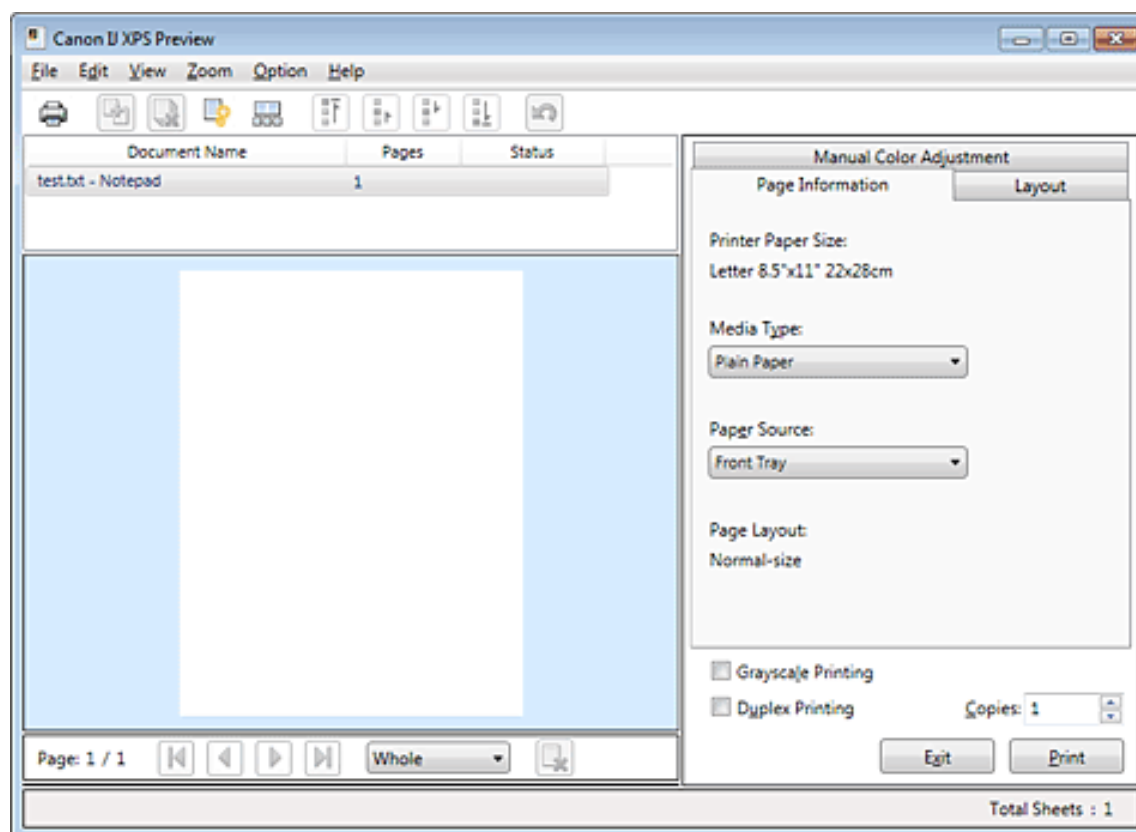 Canon IJ XPS Preview
File Edit View Zoom Option Help
Document Name Pages Status
test.txt - Notepad 1
Manual Color Adjustment
Page Information Layout
Printer Paper Size:
Letter 8.5"x11" 22x28cm
Media Type:
Plain Paper
Paper Source:
Front Tray
Page Layout:
Normal-size
Grayscale Printing
Duplex Printing Copies: 1
Page: 1 / 1 Whole Exit Print
Total Sheets : 1